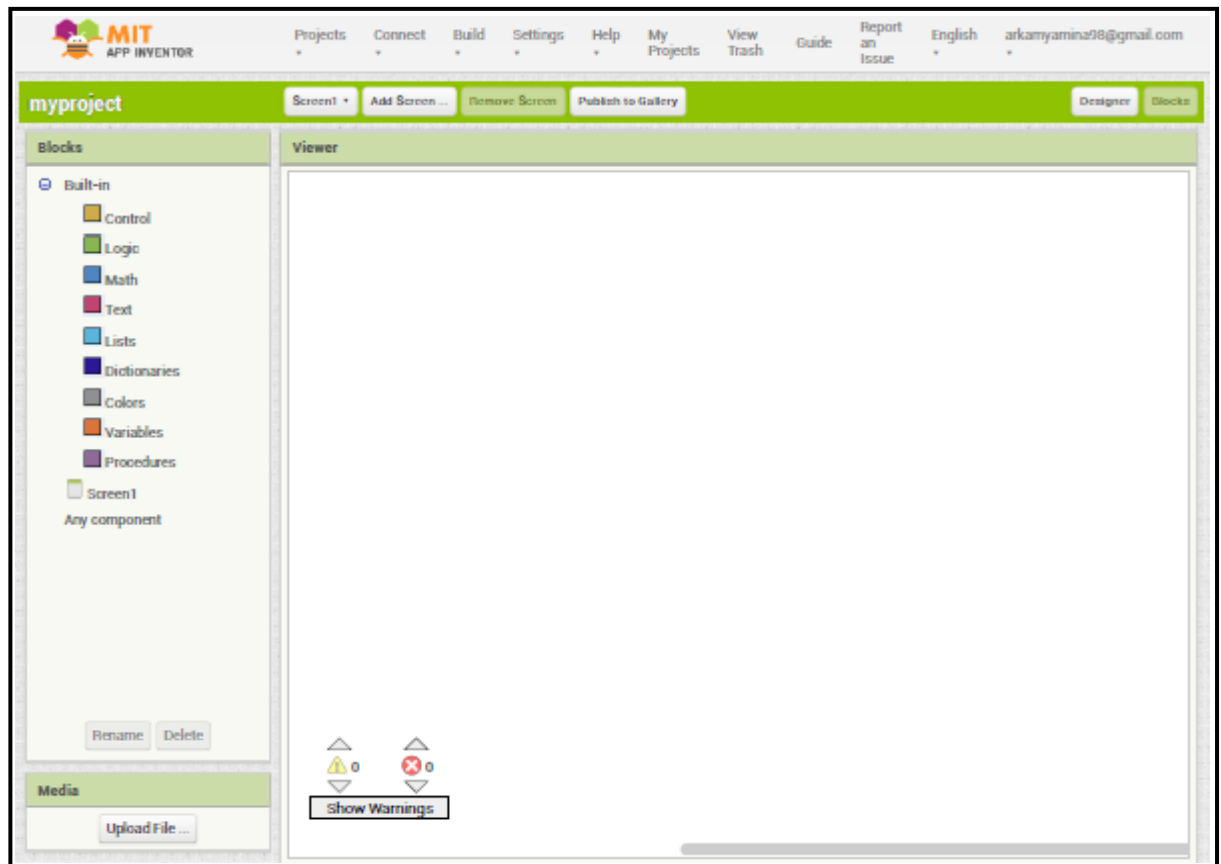 MIT
APP INVENTOR
Projects Connect Build Settings Help My Projects View Trash Guide Report an Issue English arkamyamina98@gmail.com
myproject Screen1 Add Screen ... Remove Screen Publish to Gallery Designer Blocks
Blocks
Viewer
Built-in
Control
Logic
Math
Text
Lists
Dictionaries
Colors
Variables
Procedures
Screen1
Any component
Rename Delete
0 0
Show Warnings
Media
Upload File ...